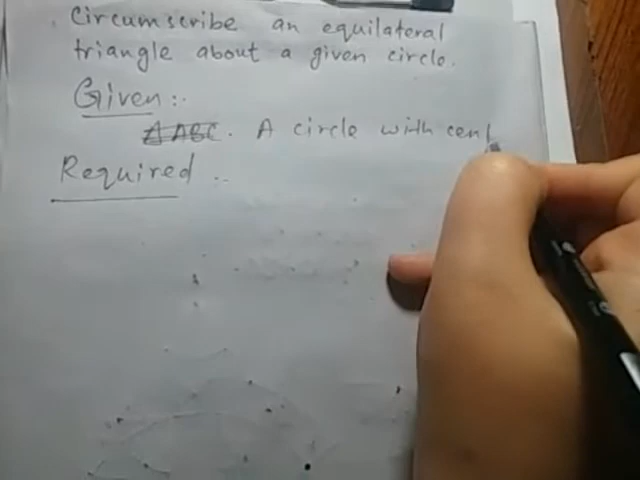 Circumscribe an equilateral
triangle about a given circle.
Given:.
A circle with cent
Required :.